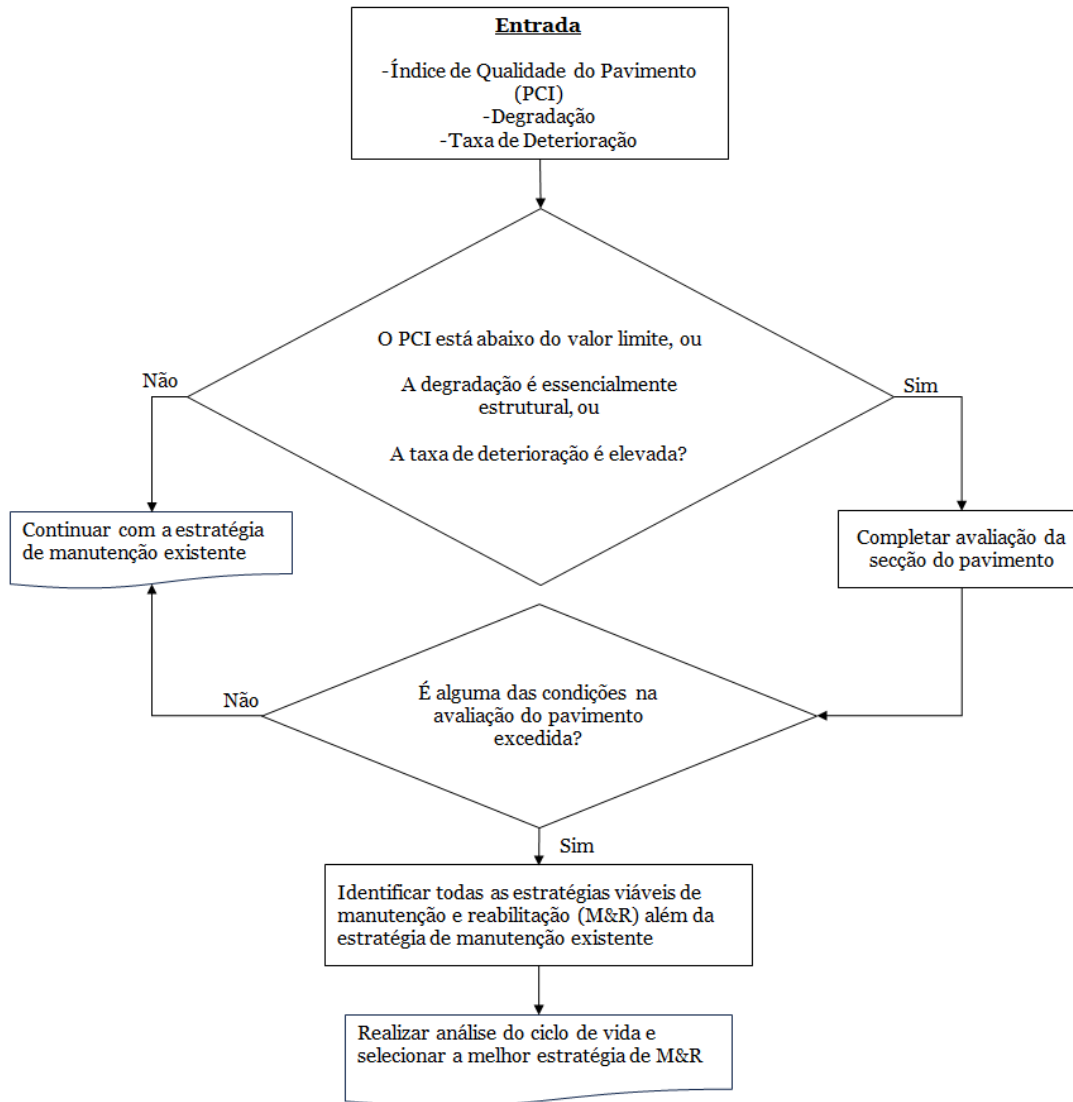 Entrada
-Índice de Qualidade do Pavimento
(PCI)
-Degradação
-Taxa de Deterioração
O PCI está abaixo do valor limite, ou
A degradação é essencialmente
estrutural, ou
A taxa de deterioração é elevada?
Não
Sim
Continuar com a estratégia
de manutenção existente
Completar avaliação da
secção do pavimento
É alguma das condições na
avaliação do pavimento
excedida?
Não
Sim
Identificar todas as estratégias viáveis de
manutenção e reabilitação (M&R) além da
estratégia de manutenção existente
Realizar análise do ciclo de vida e
selecionar a melhor estratégia de M&R